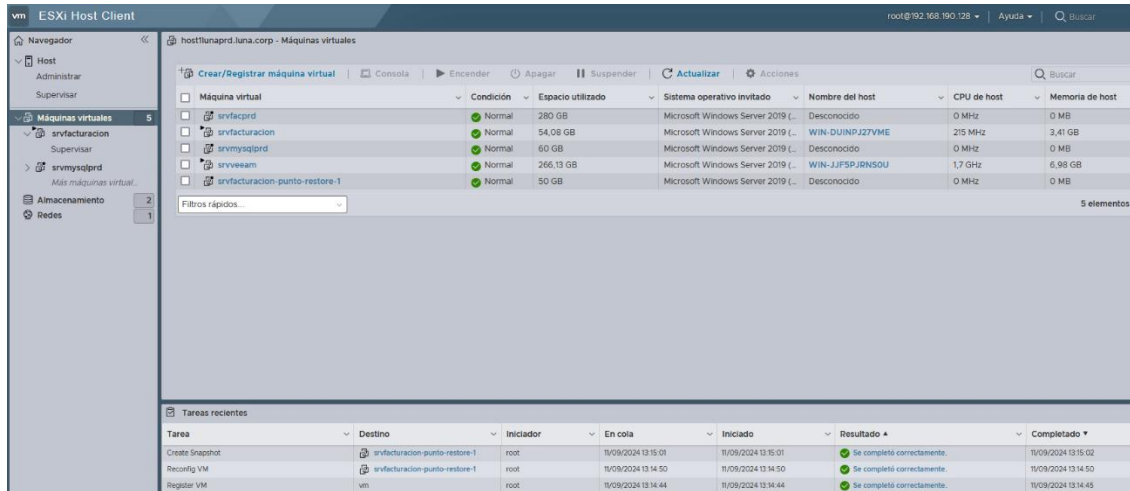 vm ESXi Host Client
root@192.168.190.128 Ayuda Buscar
Navegador
Host
Administrar
Supervisar
Máquinas virtuales 5
srvfacturacion
Supervisar
srvmysqlprd
Más máquinas virtual...
Almacenamiento 2
Redes 1
host1lunaprd.luna.corp - Máquinas virtuales
Crear/Registrar máquina virtual Consola Encender Apagar Suspender Actualizar Acciones Buscar
Máquina virtual Condición Espacio utilizado Sistema operativo invitado Nombre del host CPU de host Memoria de host
srvfacprd Normal 280 GB Microsoft Windows Server 2019 (... Desconocido 0 MHz 0 MB
srvfacturacion Normal 54,08 GB Microsoft Windows Server 2019 (... WIN-DUINPJ27VME 215 MHz 3,41 GB
srvmysqlprd Normal 60 GB Microsoft Windows Server 2019 (... Desconocido 0 MHz 0 MB
srvveeam Normal 266,13 GB Microsoft Windows Server 2019 (... WIN-JJF5PJRNS0U 1,7 GHz 6,98 GB
srvfacturacion-punto-restore-1 Normal 50 GB Microsoft Windows Server 2019 (... Desconocido 0 MHz 0 MB
Filtros rápidos... 5 elementos
Tareas recientes
Tarea Destino Iniciador En cola Iniciado Resultado Completado
Create Snapshot srvfacturacion-punto-restore-1 root 11/09/2024 13:15:01 11/09/2024 13:15:01 Se completó correctamente. 11/09/2024 13:15:02
Reconfig VM srvfacturacion-punto-restore-1 root 11/09/2024 13:14:50 11/09/2024 13:14:50 Se completó correctamente. 11/09/2024 13:14:50
Register VM vm root 11/09/2024 13:14:44 11/09/2024 13:14:44 Se completó correctamente. 11/09/2024 13:14:45